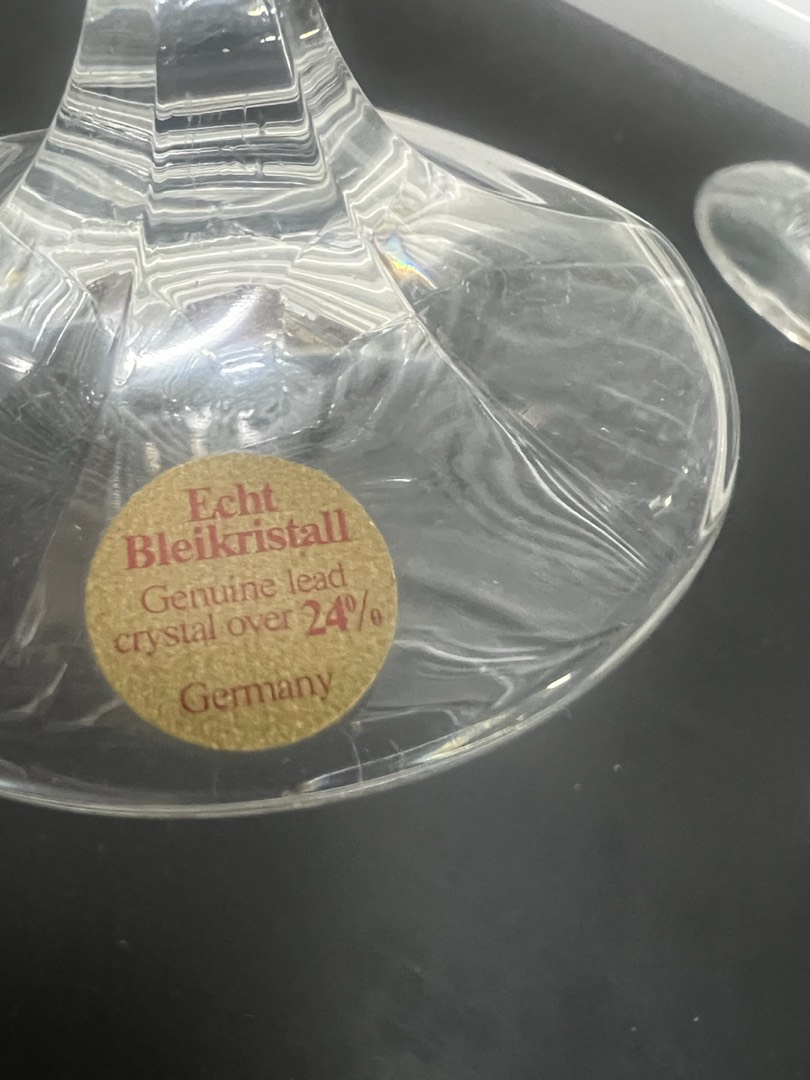 Echt
Bleikristall
Genuine lead
crystal over 24%
Germany